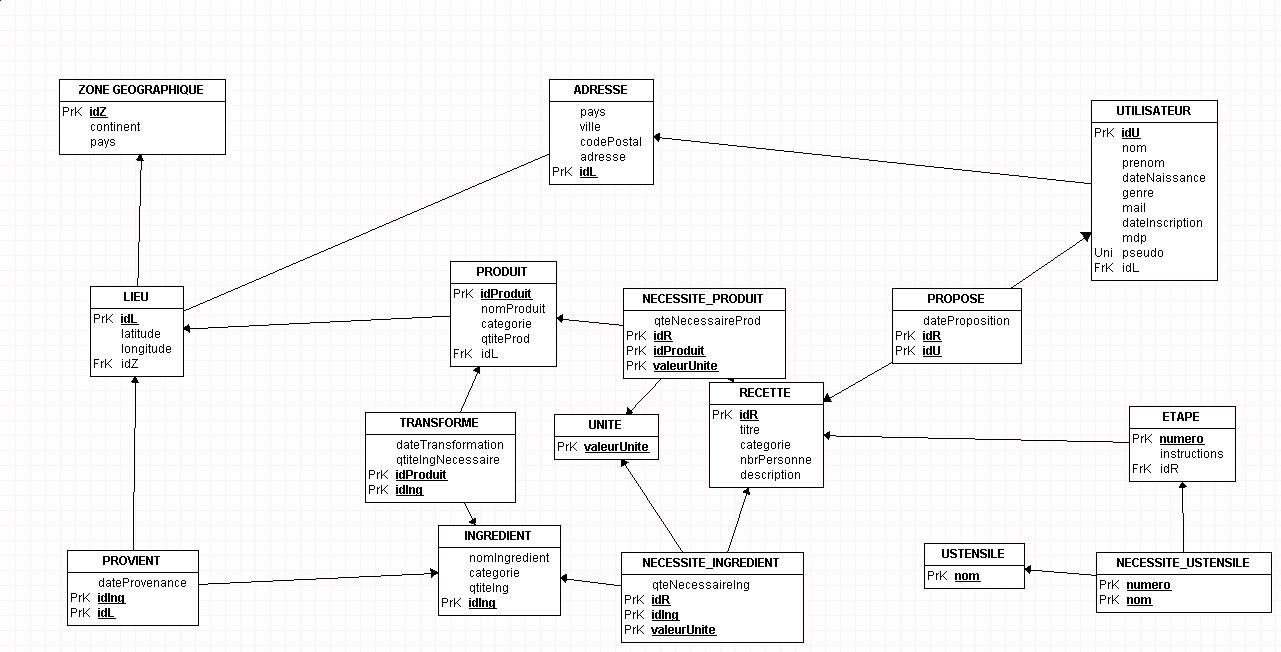 ZONE GEOGRAPHIQUE
PrK idZ
continent
pays
ADRESSE
pays
ville
codePostal
adresse
PrK idL
UTILISATEUR
PrK idU
nom
prenom
dateNaissance
genre
mail
dateInscription
mdp
Uni pseudo
FrK idL
LIEU
PrK idL
latitude
longitude
FrK idZ
PRODUIT
PrK idProduit
nomProduit
categorie
qtiteProd
FrK idL
NECESSITE_PRODUIT
qteNecessaireProd
PrK idR
PrK idProduit
PrK valeurUnite
PROPOSE
dateProposition
PrK idR
PrK idU
TRANSFORME
dateTransformation
qtiteIngNecessaire
PrK idProduit
PrK idIng
UNITE
PrK valeurUnite
RECETTE
PrK idR
titre
categorie
nbrPersonne
description
ETAPE
PrK numero
instructions
FrK idR
PROVIENT
dateProvenance
PrK idIng
PrK idL
INGREDIENT
nomIngredient
categorie
qtiteIng
PrK idIng
NECESSITE_INGREDIENT
qteNecessaireIng
PrK idR
PrK idIng
PrK valeurUnite
USTENSILE
PrK nom
NECESSITE_USTENSILE
PrK numero
PrK nom